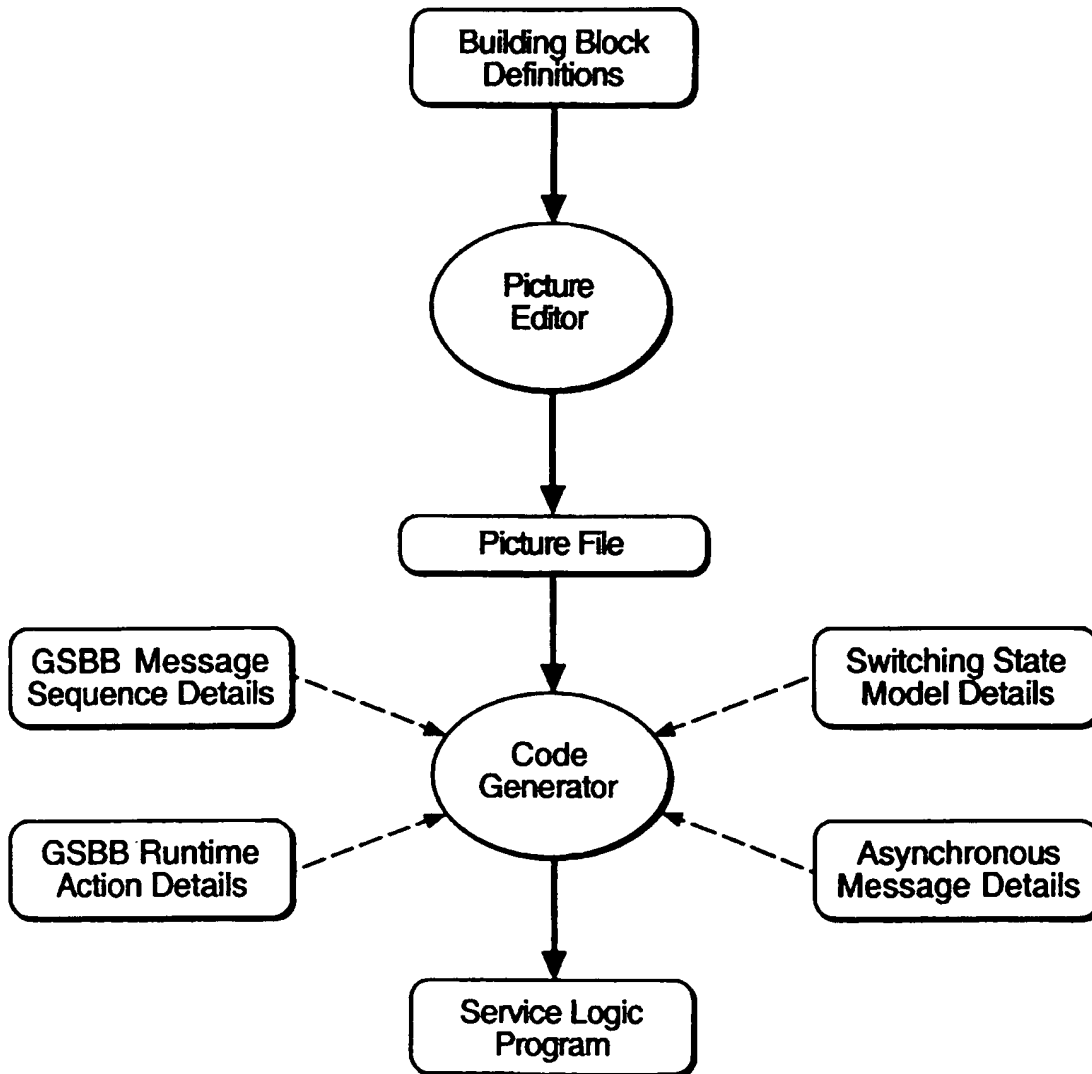 Building Block
Definitions
Picture
Editor
Picture File
GSBB Message
Sequence Details
Switching State
Model Details
Code
Generator
GSBB Runtime
Action Details
Asynchronous
Message Details
Service Logic
Program